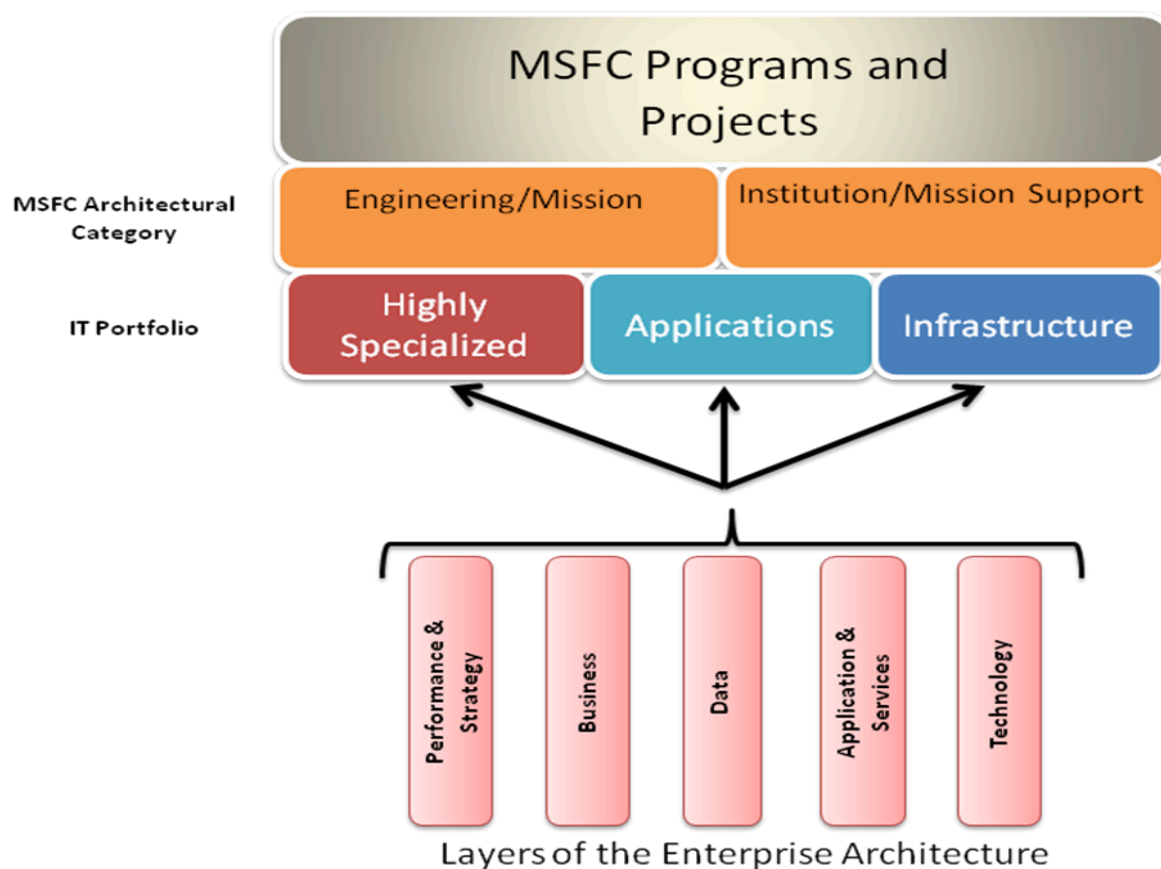 MSFC Programs and
Projects
MSFC Architectural
Category
Engineering/Mission
Institution/Mission Support
IT Portfolio
Highly
Specialized
Applications
Infrastructure
Performance &
Strategy
Business
Data
Application &
Services
Technology
Layers of the Enterprise Architecture